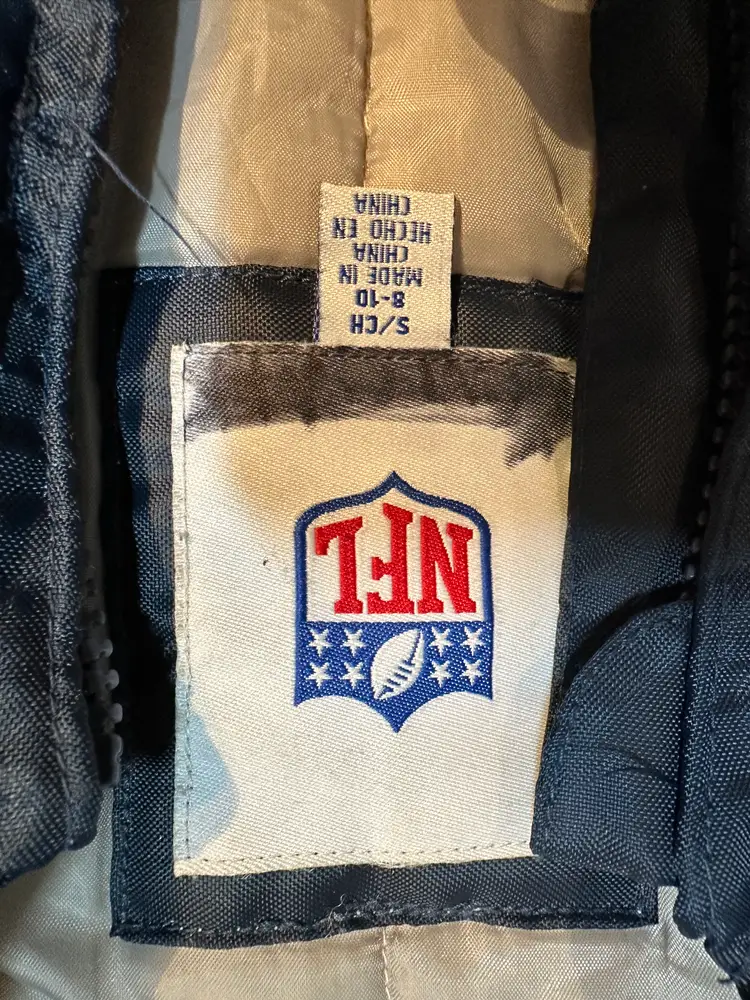 NFL
S/CH
8-10
MADE IN
CHINA
HECHO EN
CHINA